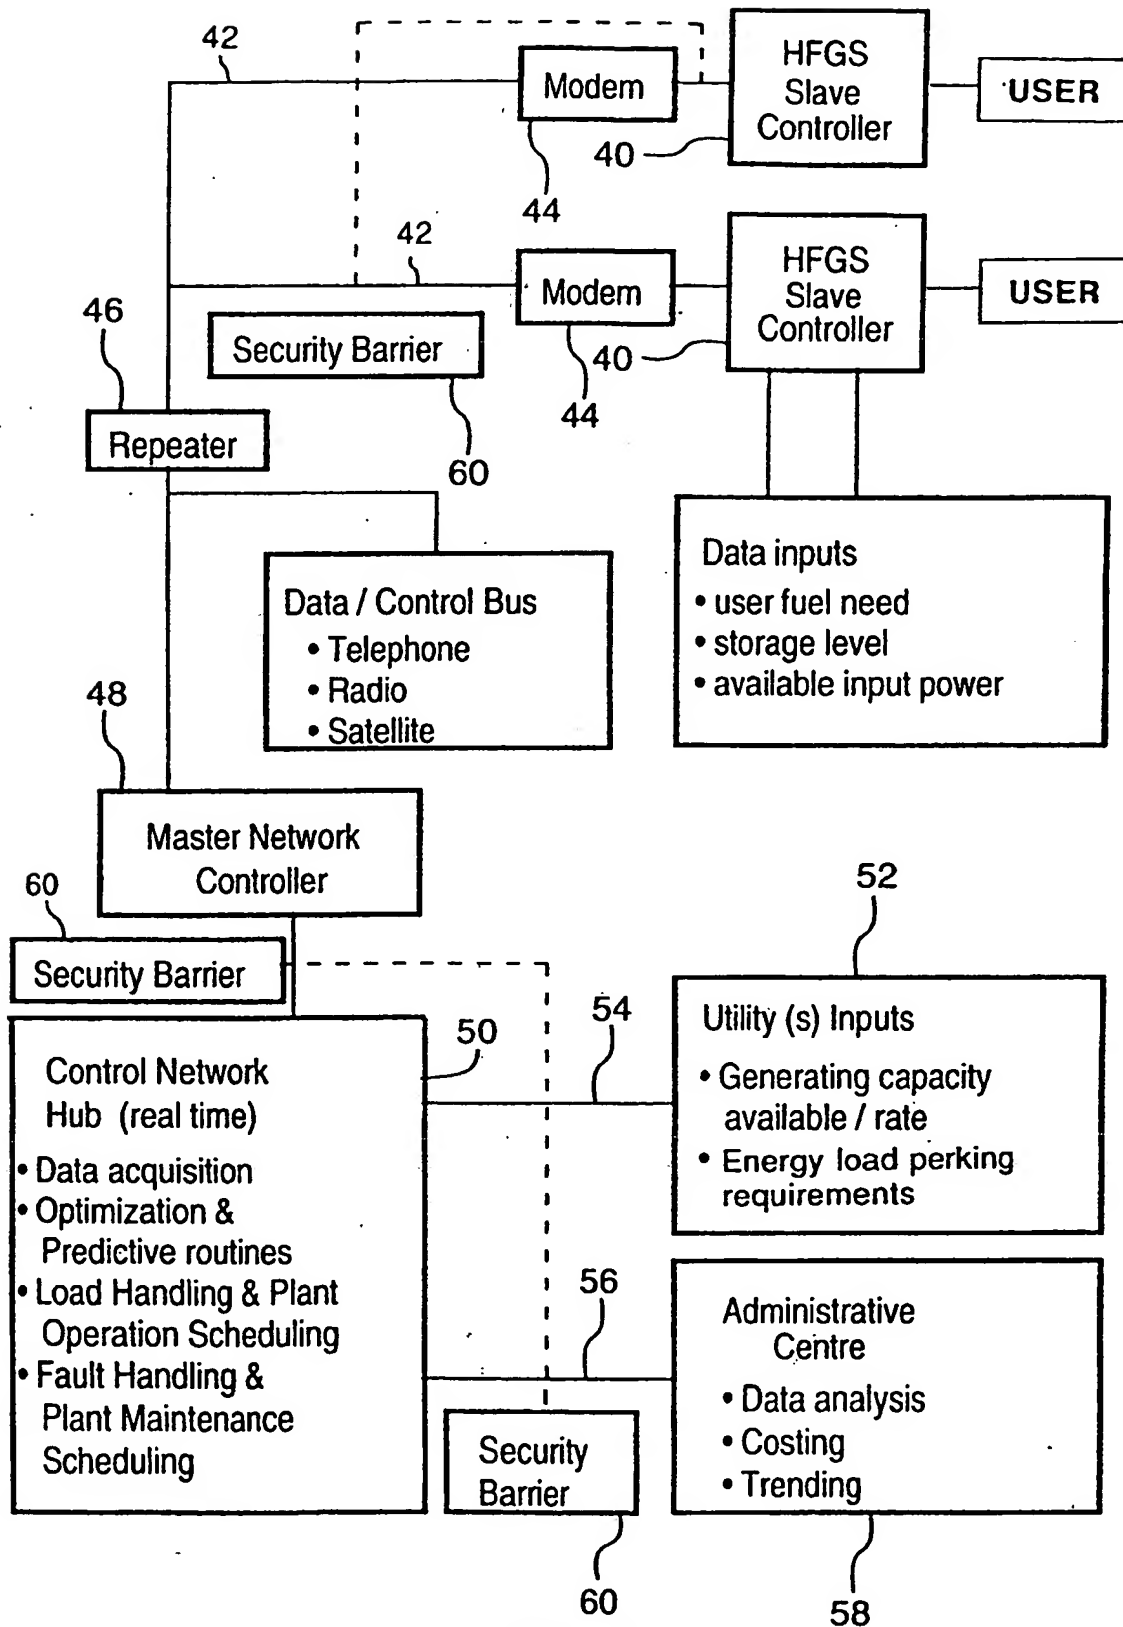 42
Modem
HFGS
Slave
Controller
USER
40
44
42
Modem
HFGS
Slave
Controller
USER
46
Security Barrier
40
44
Repeater
60
Data / Control Bus
• Telephone
• Radio
• Satellite
Data inputs
• user fuel need
• storage level
• available input power
48
Master Network
Controller
60
Security Barrier
52
50
54
Control Network
Hub (real time)
• Data acquisition
• Optimization &
Predictive routines
• Load Handling & Plant
Operation Scheduling
• Fault Handling &
Plant Maintenance
Scheduling
Utility (s) Inputs
• Generating capacity
available / rate
• Energy load perking
requirements
56
Administrative
Centre
• Data analysis
• Costing
• Trending
Security
Barrier
60
58